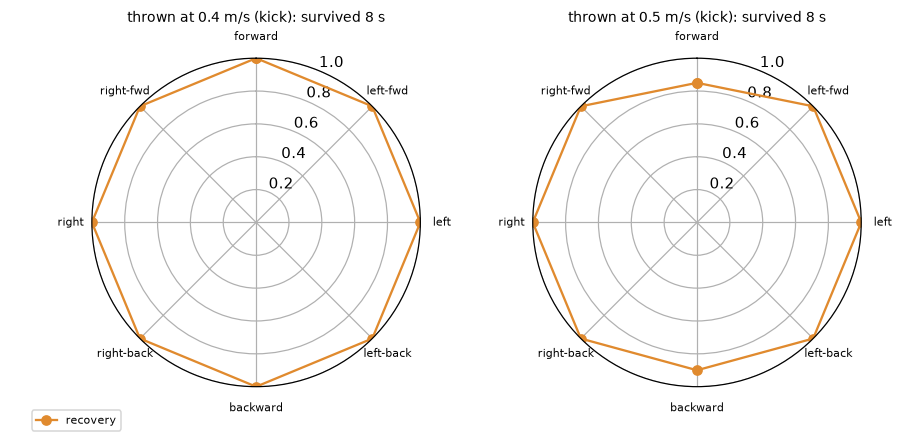 thrown at 0.4 m/s (kick): survived 8 s
forward
left-fwd
right-fwd
1.0
0.8
0.6
0.4
0.2
right
left
right-back
left-back
backward
recovery
thrown at 0.5 m/s (kick): survived 8 s
forward
left-fwd
right-fwd
1.0
0.8
0.6
0.4
0.2
right
left
right-back
left-back
backward